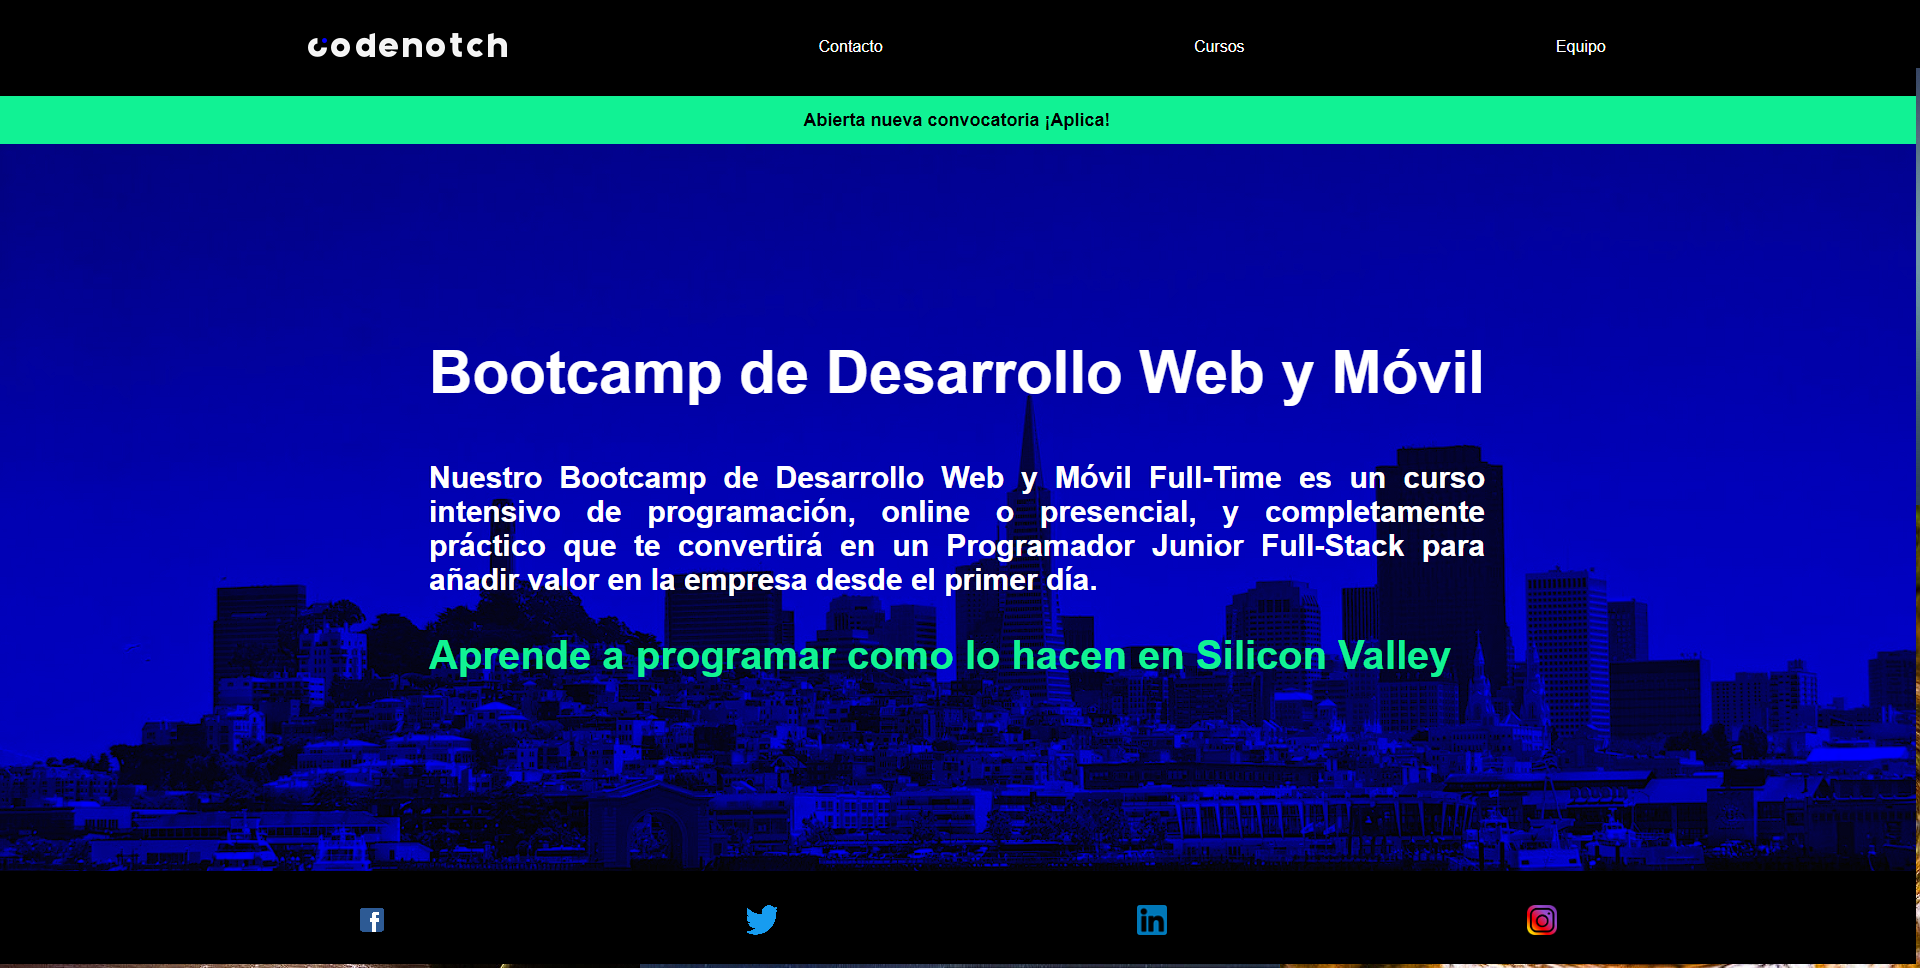 codenotch
Contacto
Cursos
Equipo
Abierta nueva convocatoria ¡Aplica!
Bootcamp de Desarrollo Web y Móvil
Nuestro Bootcamp de Desarrollo Web y Móvil Full-Time es un curso
intensivo de programación, online o presencial, y completamente
práctico que te convertirá en un Programador Junior Full-Stack para
añadir valor en la empresa desde el primer día.
Aprende a programar como lo hacen en Silicon Valley